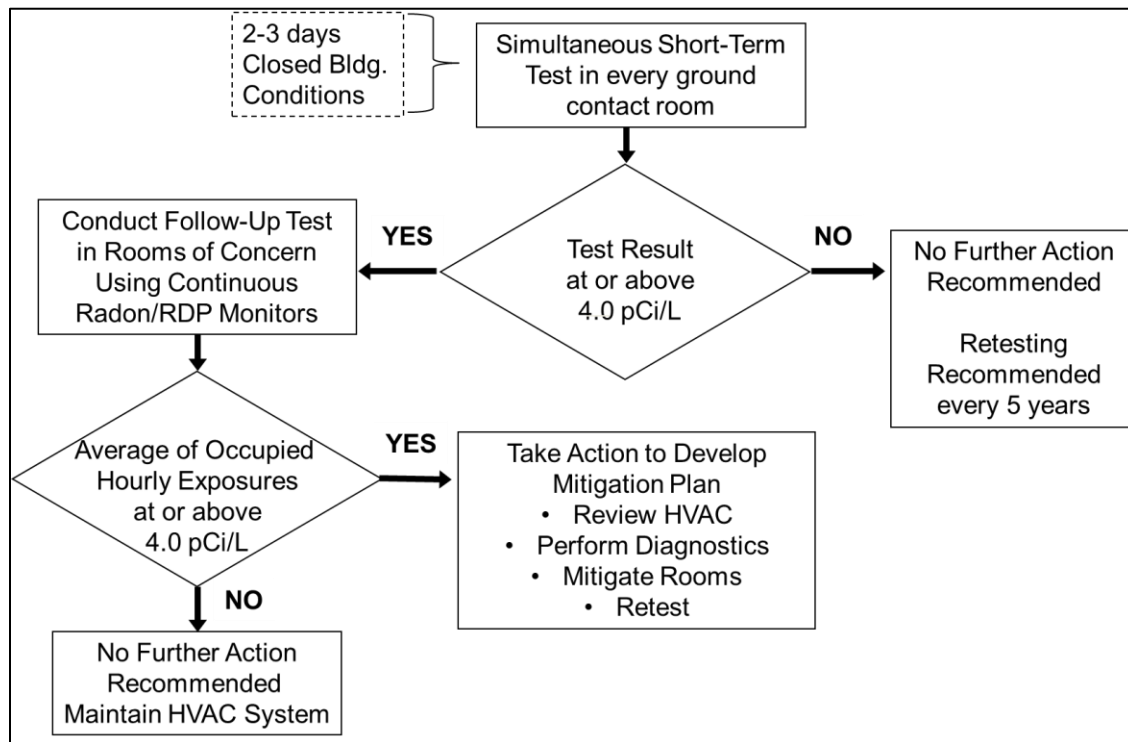 2-3 days
Closed Bldg.
Conditions
Simultaneous Short-Term
Test in every ground
contact room
Conduct Follow-Up Test
in Rooms of Concern
Using Continuous
Radon/RDP Monitors
YES
Test Result
at or above
4.0 pCi/L
NO
No Further Action
Recommended
Retesting
Recommended
every 5 years
Average of Occupied
Hourly Exposures
at or above
4.0 pCi/L
YES
Take Action to Develop
Mitigation Plan
• Review HVAC
• Perform Diagnostics
• Mitigate Rooms
• Retest
NO
No Further Action
Recommended
Maintain HVAC System